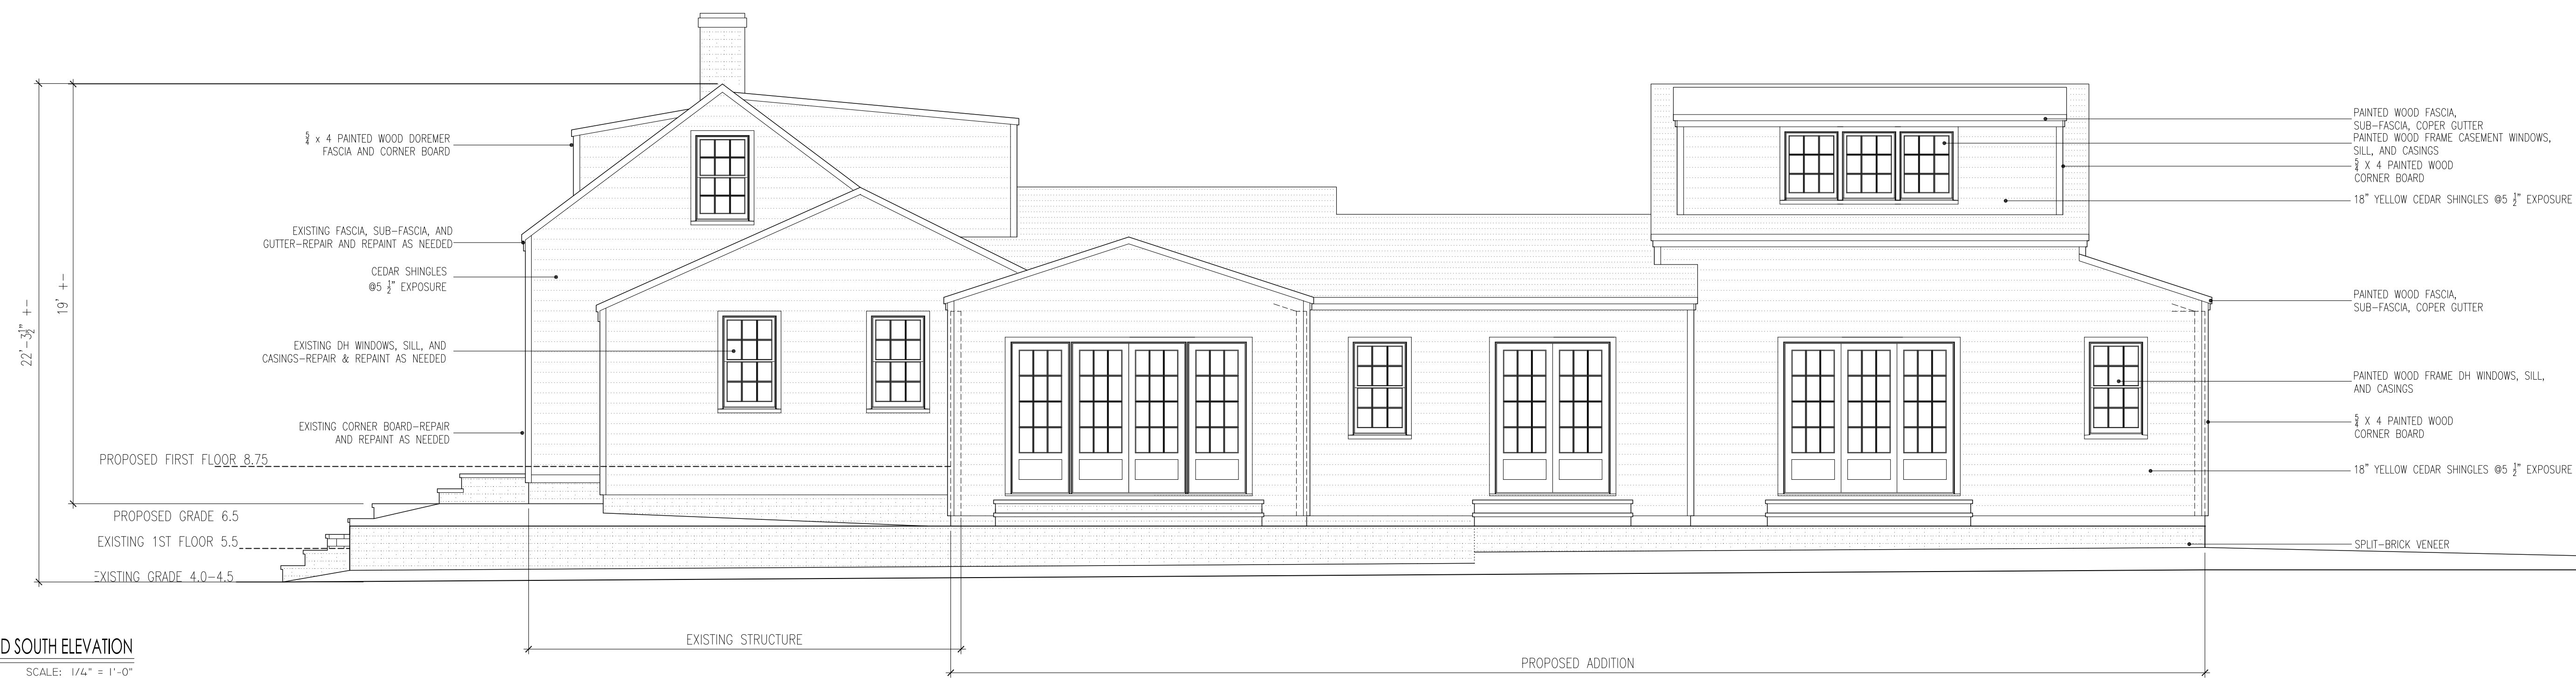 5/4 x 4 PAINTED WOOD DOREMER
FASCIA AND CORNER BOARD
EXISTING FASCIA, SUB-FASCIA, AND
GUTTER-REPAIR AND REPAINT AS NEEDED
CEDAR SHINGLES
@5 1/2" EXPOSURE
22'-3 1/2" +-
19' +-
EXISTING DH WINDOWS, SILL, AND
CASINGS-REPAIR & REPAINT AS NEEDED
EXISTING CORNER BOARD-REPAIR
AND REPAINT AS NEEDED
PROPOSED FIRST FLOOR 8.75
PROPOSED GRADE 6.5
EXISTING 1ST FLOOR 5.5
EXISTING GRADE 4.0-4.5
PAINTED WOOD FASCIA,
SUB-FASCIA, COPER GUTTER
PAINTED WOOD FRAME CASEMENT WINDOWS,
SILL, AND CASINGS
5/4 X 4 PAINTED WOOD
CORNER BOARD
18" YELLOW CEDAR SHINGLES @5 1/2" EXPOSURE
PAINTED WOOD FASCIA,
SUB-FASCIA, COPER GUTTER
PAINTED WOOD FRAME DH WINDOWS, SILL,
AND CASINGS
5/4 X 4 PAINTED WOOD
CORNER BOARD
18" YELLOW CEDAR SHINGLES @5 1/2" EXPOSURE
SPLIT-BRICK VENEER
EXISTING STRUCTURE
PROPOSED ADDITION
D SOUTH ELEVATION
SCALE: 1/4" = 1'-0"